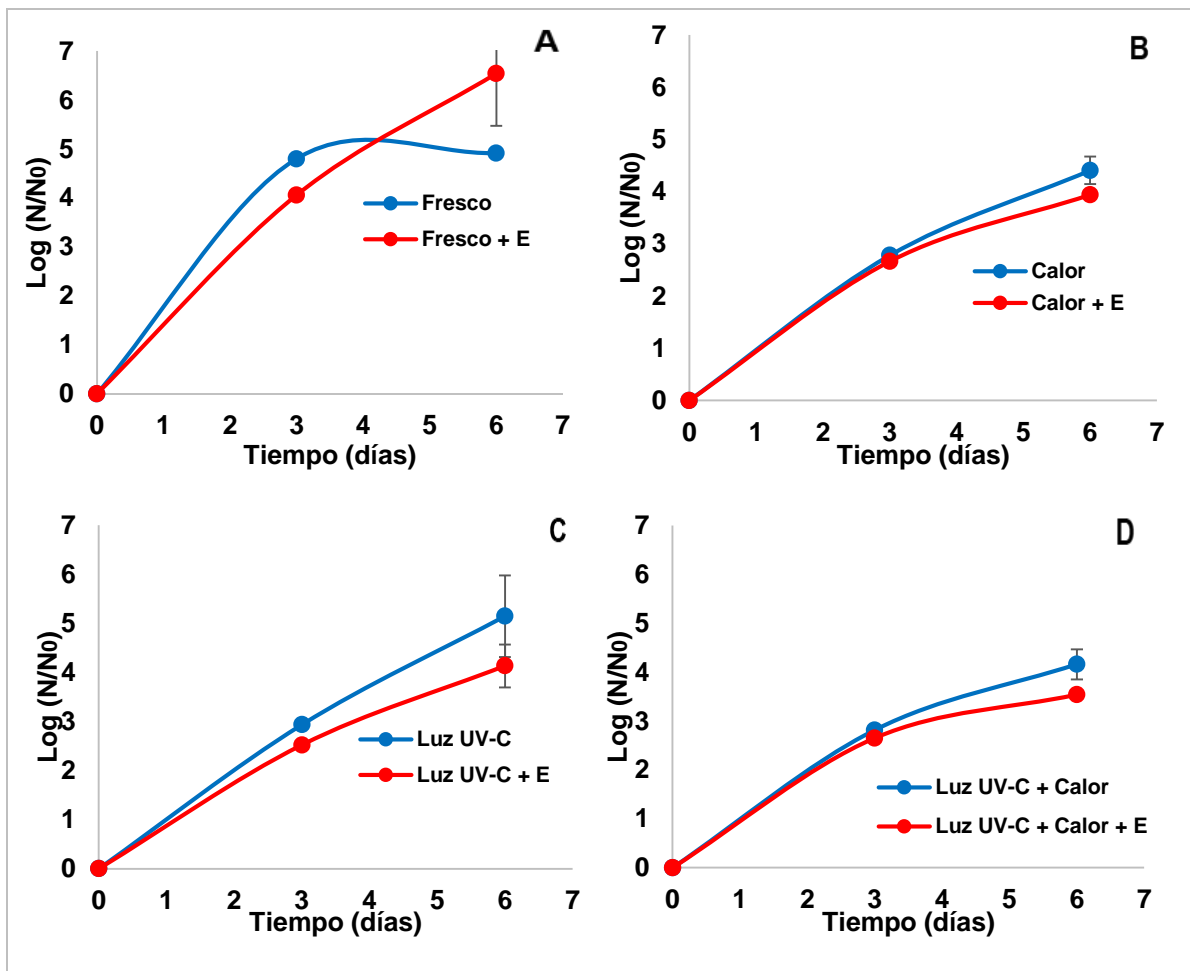 A
7
6
5
4
3
2
1
0
Log (N/N0)
Fresco
Fresco + E
0 1 2 3 4 5 6 7
Tiempo (días)
B
7
6
5
4
3
2
1
0
Log (N/N0)
Calor
Calor + E
0 1 2 3 4 5 6 7
Tiempo (días)
C
7
6
5
4
3
2
1
0
Log (N/N0)
Luz UV-C
Luz UV-C + E
0 1 2 3 4 5 6 7
Tiempo (días)
D
7
6
5
4
3
2
1
0
Log (N/N0)
Luz UV-C + Calor
Luz UV-C + Calor + E
0 1 2 3 4 5 6 7
Tiempo (días)